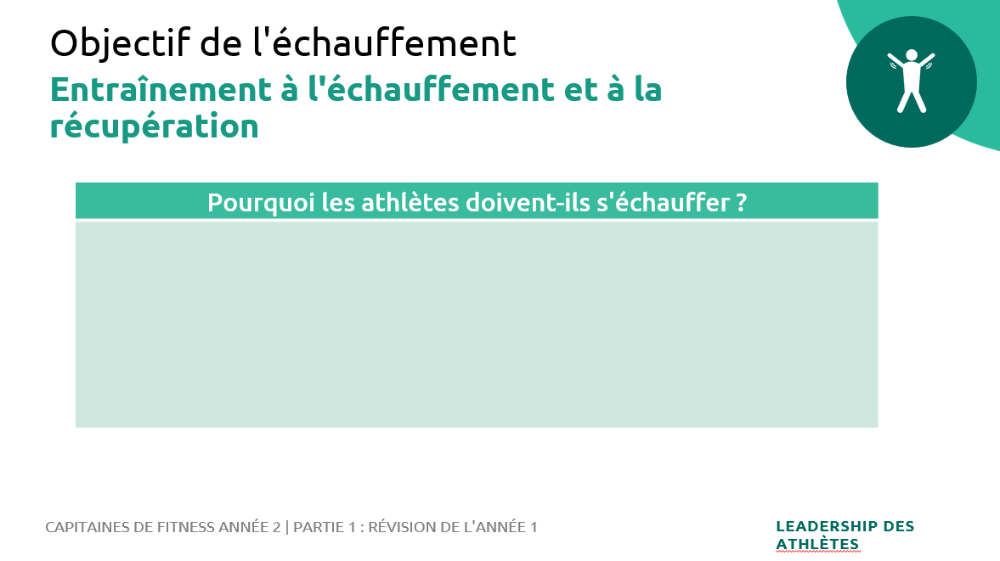 Objectif de l'échauffement
Entraînement à l'échauffement et à la
récupération
Pourquoi les athlètes doivent-ils s'échauffer ?
CAPITAINES DE FITNESS ANNÉE 2 | PARTIE 1 : RÉVISION DE L'ANNÉE 1
LEADERSHIP DES
ATHLÈTES